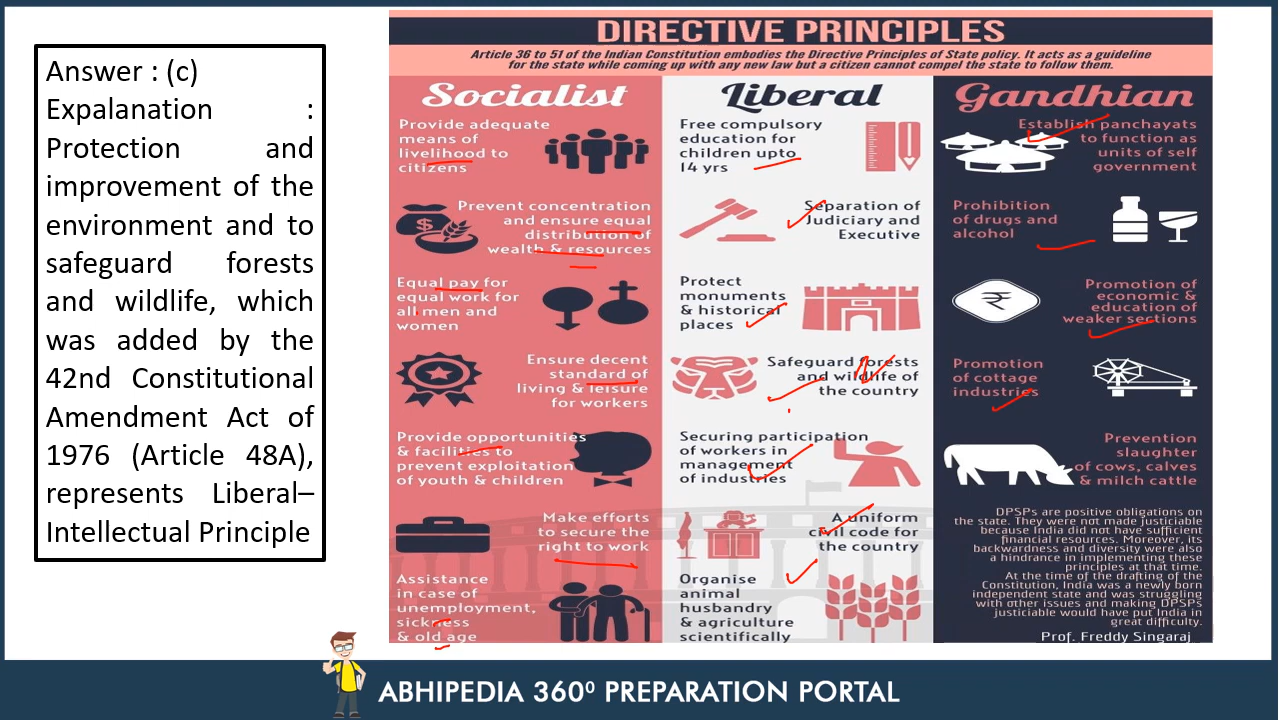 Answer : (c)
Expalanation :
Protection and
improvement of the
environment and to
safeguard forests
and wildlife, which
was added by the
42nd Constitutional
Amendment Act of
1976 (Article 48A),
represents Liberal–
Intellectual Principle
DIRECTIVE PRINCIPLES
Article 36 to 51 of the Indian Constitution embodies the Directive Principles of State policy. It acts as a guideline
for the state while coming up with any new law but a citizen cannot compel the state to follow them.
Socialist
Provide adequate
means of
livelihood to
citizens
Prevent concentration
and ensure equal
distribution of
wealth & resources
Equal pay for
equal work for
all men and
women
Ensure decent
standard of
living & leisure
for workers
Provide opportunities
& facilities to
prevent exploitation
of youth & children
Make efforts
to secure the
right to work
Assistance
in case of
unemployment,
sickness
& old age
Liberal
Free compulsory
education for
children upto
14 yrs
Separation of
Judiciary and
Executive
Protect
monuments
& historical
places
Safeguard forests
and wildlife of
the country
Securing participation
of workers in
management
of industries
A uniform
civil code for
the country
Organise
animal
husbandry
& agriculture
scientifically
Gandhian
Establish panchayats
to function as
units of self
government
Prohibition
of drugs and
alcohol
Promotion of
economic &
education of
weaker sections
Promotion
of cottage
industries
Prevention
slaughter
of cows, calves
& milch cattle
DPSPs are positive obligations on
the state. They were not made justiciable
because India did not have sufficient
financial resources. Moreover, its
backwardness and diversity were also
a hindrance in implementing these
principles at that time.
At the time of the drafting of the
Constitution, India was a newly born
independent state and was struggling
with other issues and making DPSPs
justiciable would have put India in
great difficulty.
Prof. Freddy Singaraj
ABHIPEDIA 360⁰ PREPARATION PORTAL